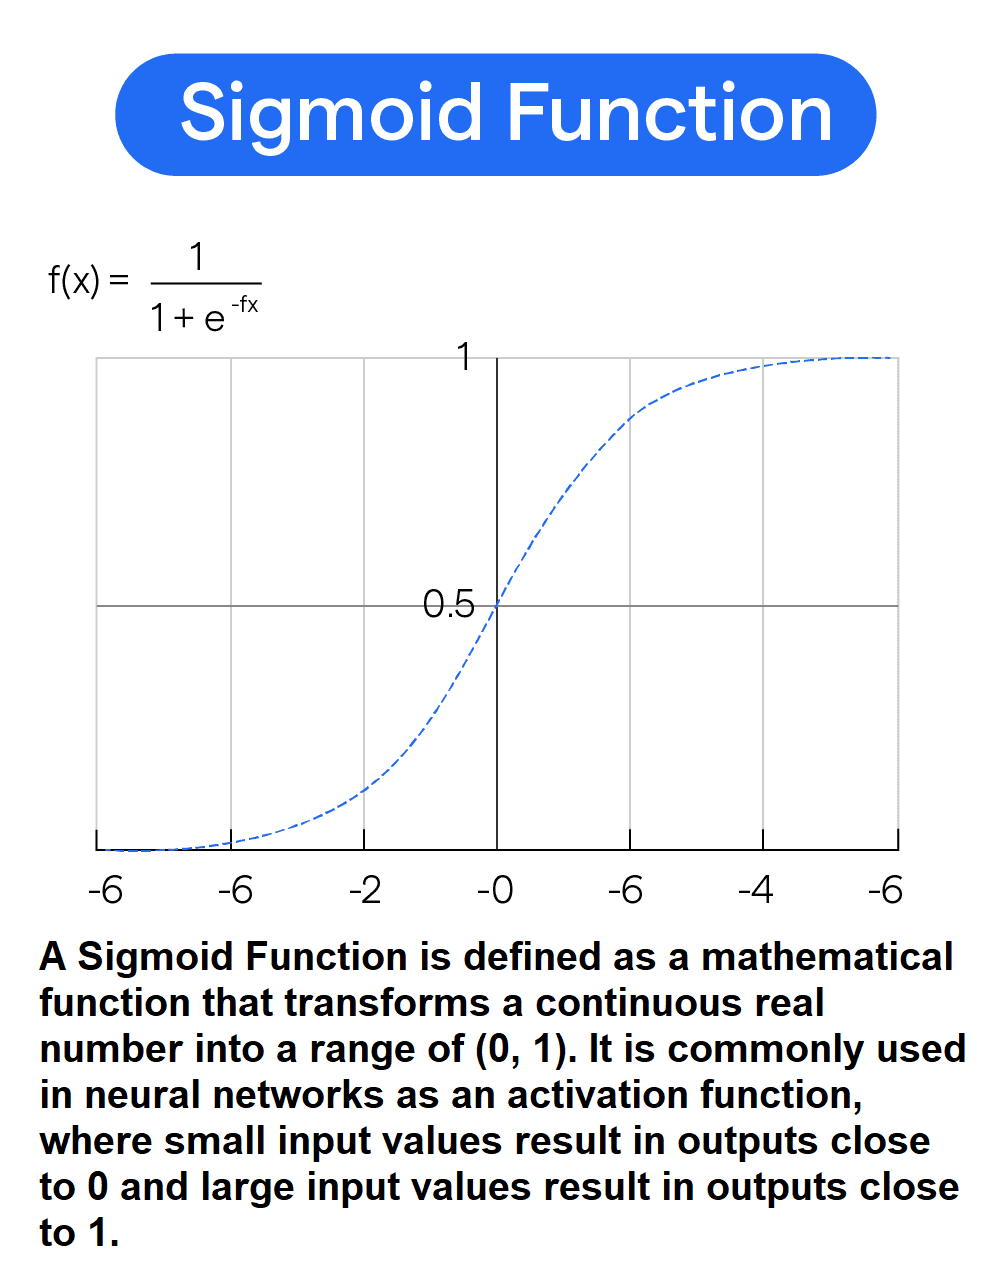 Sigmoid Function
f(x) = 1
1 + e -fx
1
0.5
-6 -6 -2 -0 -6 -4 -6
A Sigmoid Function is defined as a mathematical
function that transforms a continuous real
number into a range of (0, 1). It is commonly used
in neural networks as an activation function,
where small input values result in outputs close
to 0 and large input values result in outputs close
to 1.